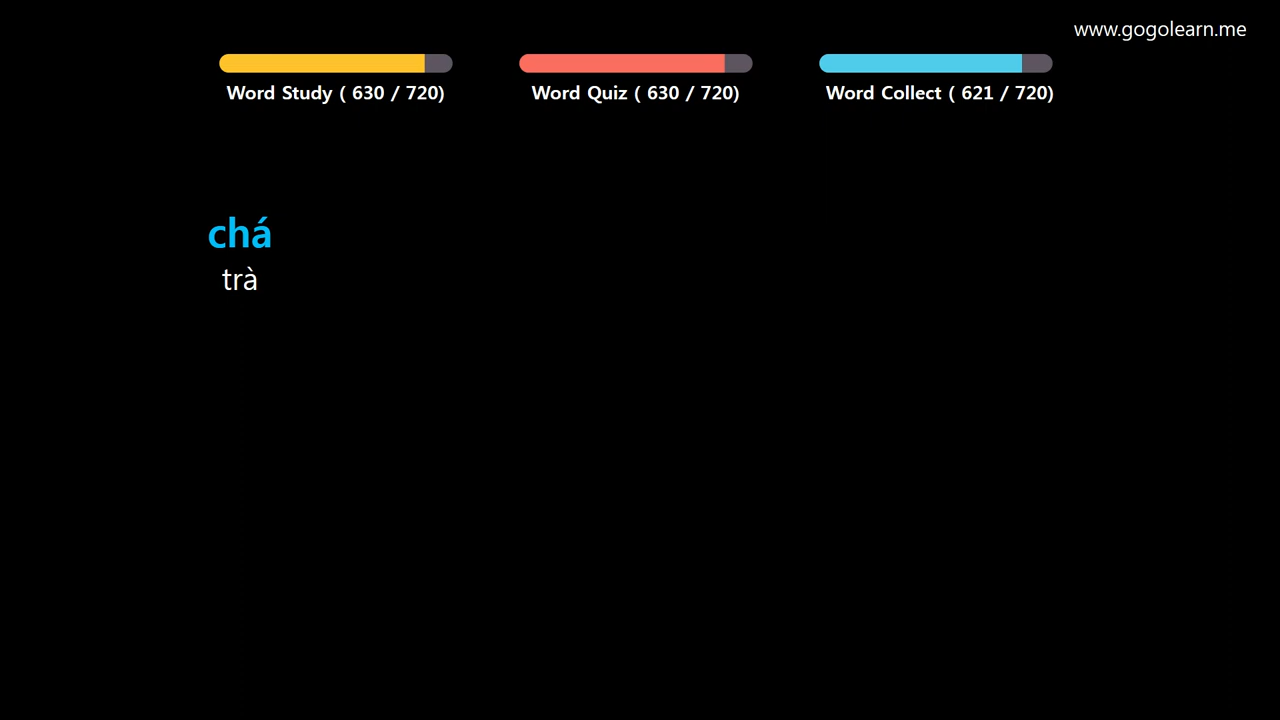 www.gogolearn.me
Word Study ( 630 / 720)
Word Quiz ( 630 / 720)
Word Collect ( 621 / 720)
chá
trà